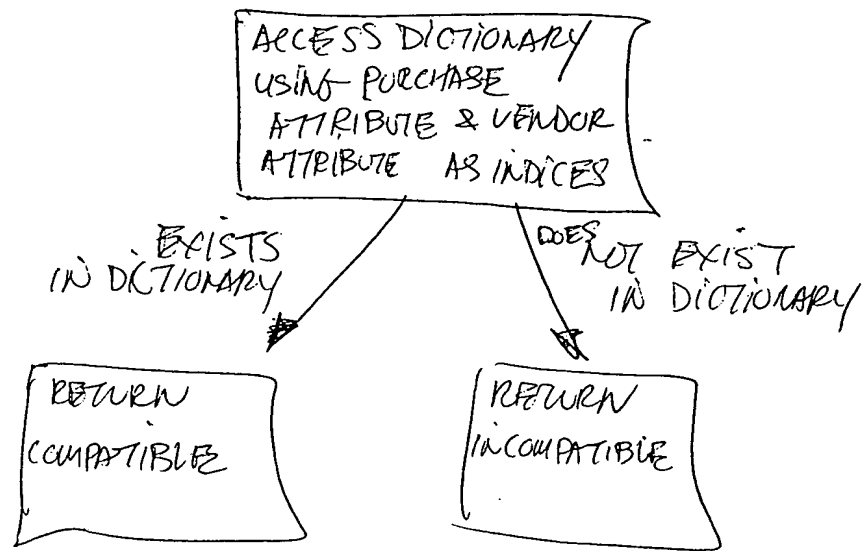 ACCESS DICTIONARY
USING PURCHASE
ATTRIBUTE & VENDOR
ATTRIBUTE AS INDICES
EXISTS
IN DICTIONARY
DOES NOT EXIST
IN DICTIONARY
RETURN
COMPATIBLE
RETURN
INCOMPATIBLE